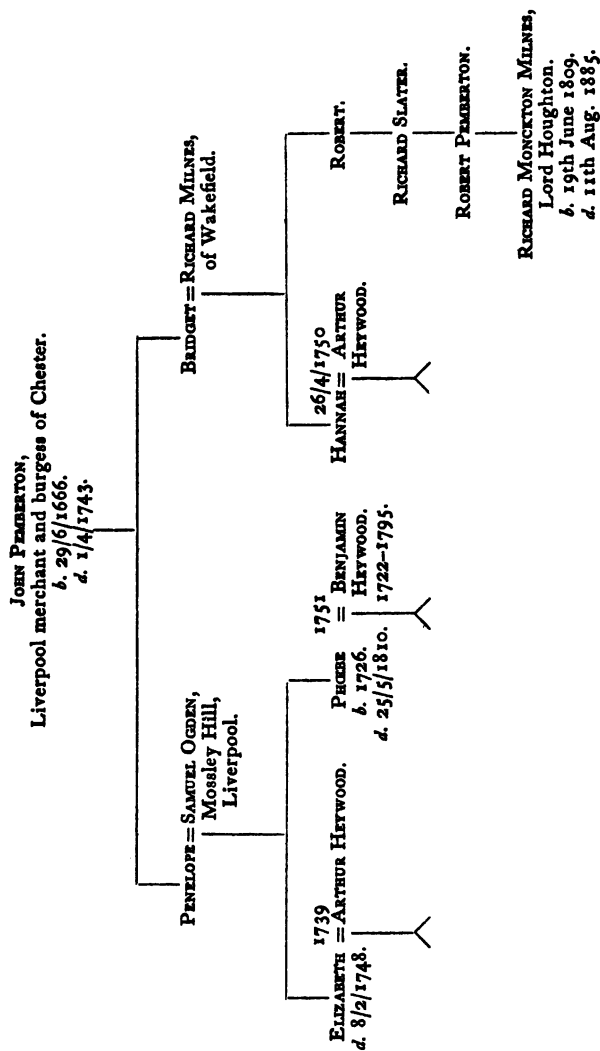 JOHN PEMBERTON,
Liverpool merchant and burgess of Chester.
b. 29/6/1666.
d. 1/4/1743.
PENELOPE = SAMUEL OGDEN,
Mossley Hill,
Liverpool.
BRIDGET = RICHARD MILNES,
of Wakefield.
1739
ELIZABETH = ARTHUR HEYWOOD.
d. 8/2/1748.
1751
PHŒBE = BENJAMIN
b. 1726. HEYWOOD.
d. 25/5/1810. 1722–1795.
26/4/1750
HANNAH = ARTHUR
HEYWOOD.
ROBERT.
RICHARD SLATER.
ROBERT PEMBERTON.
RICHARD MONCKTON MILNES,
Lord Houghton.
b. 19th June 1809.
d. 11th Aug. 1885.